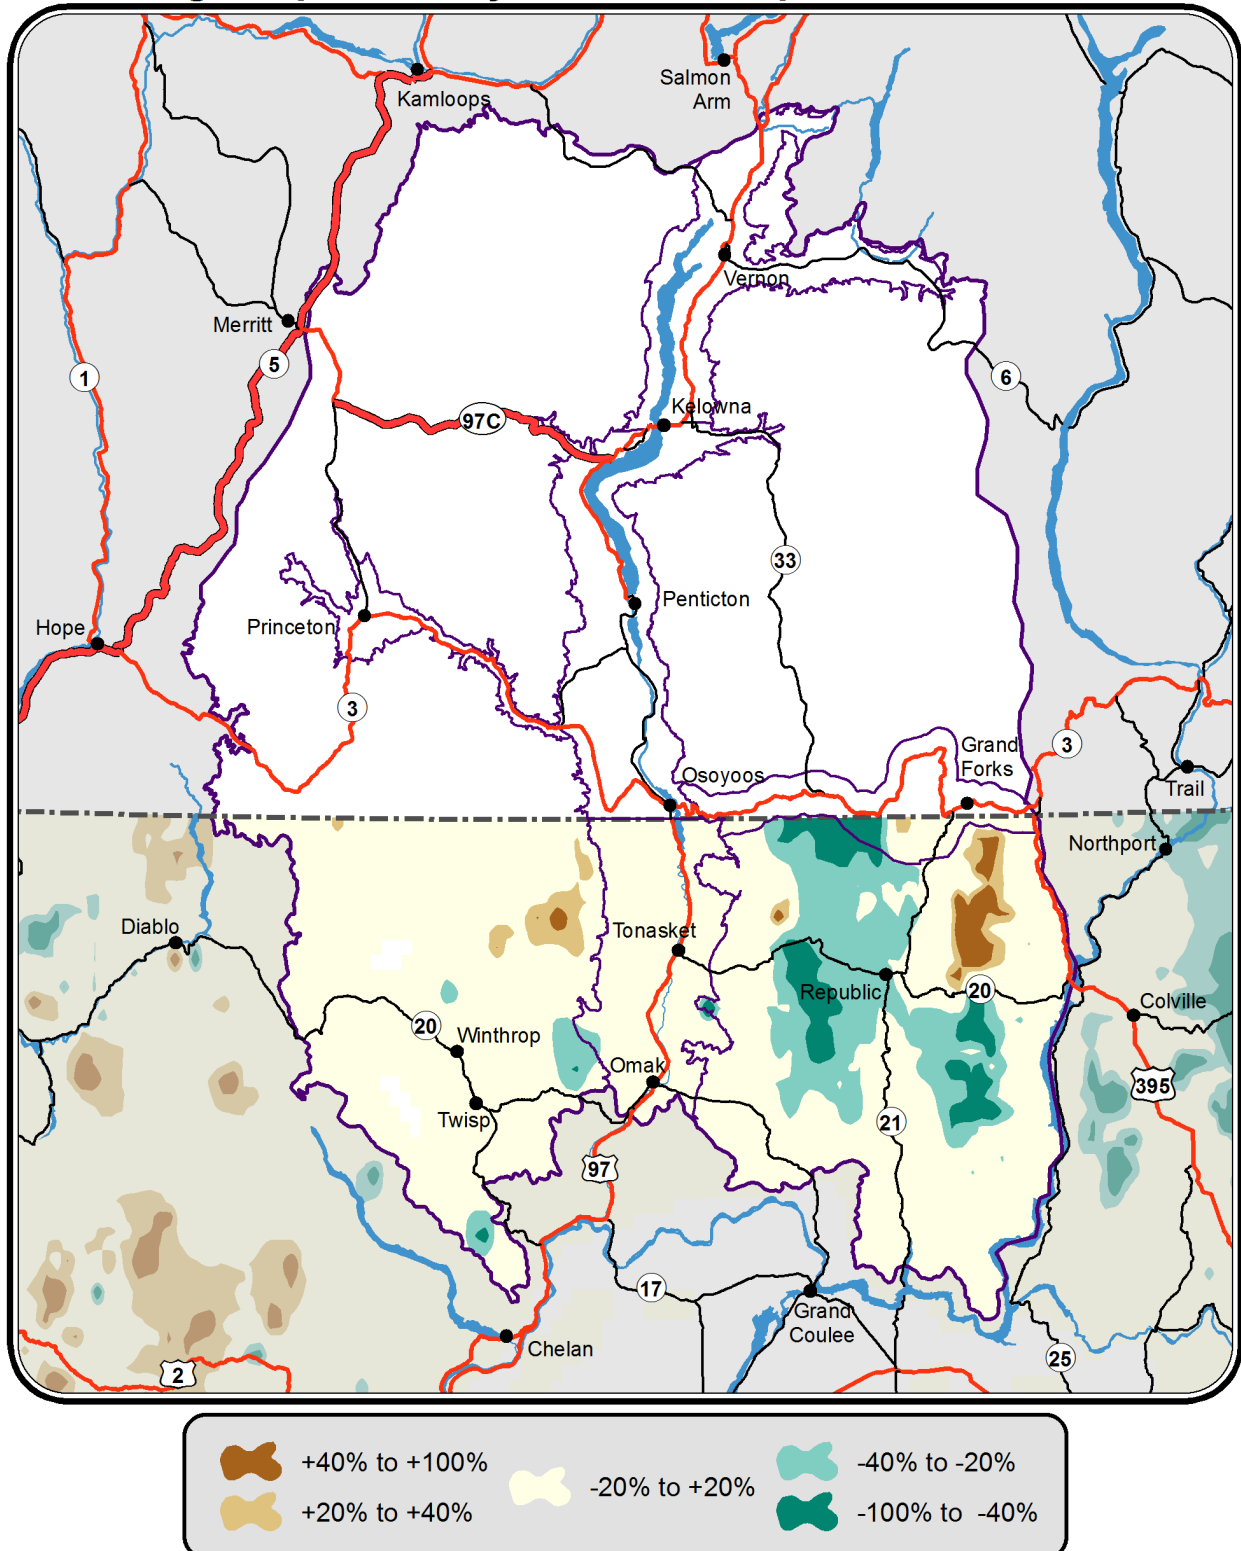 Kamloops
Salmon
Arm
Vernon
Merritt
1
5
6
97C
Kelowna
33
Hope
Princeton
Penticton
3
3
Grand
Forks
Osoyoos
Trail
Northport
Diablo
Tonasket
Republic
20
Colville
20
Winthrop
Omak
395
Twisp
21
97
17
Grand
Coulee
Chelan
25
2
+40% to +100%
-40% to -20%
-20% to +20%
+20% to +40%
-100% to -40%